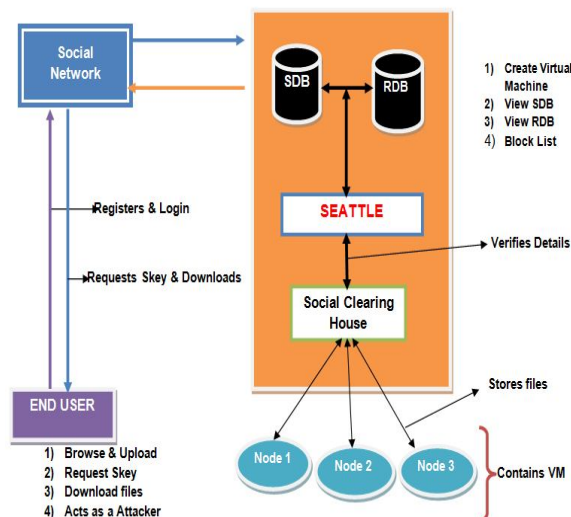 Social
Network
SDB
RDB
1) Create Virtual
Machine
2) View SDB
3) View RDB
4) Block List
Registers & Login
SEATTLE
Verifies Details
Requests Skey & Downloads
Social Clearing
House
Stores files
END USER
1) Browse & Upload
2) Request Skey
3) Download files
4) Acts as a Attacker
Node 1
Node 2
Node 3
Contains VM